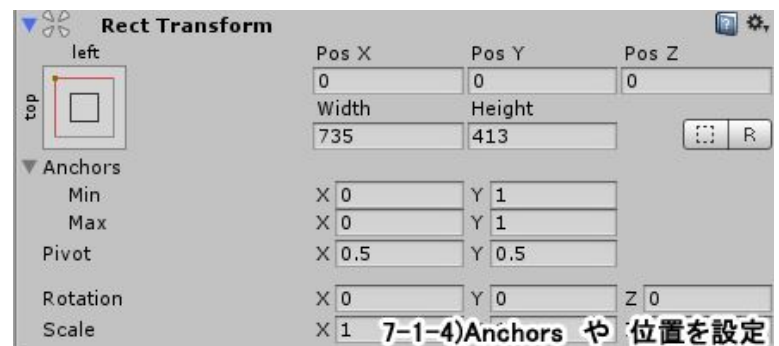 Rect Transform
left
top
Pos X Pos Y Pos Z
0 0 0
Width Height
735 413
R
Anchors
Min X 0 Y 1
Max X 0 Y 1
Pivot X 0.5 Y 0.5
Rotation X 0 Y 0 Z 0
Scale X 1
7-1-4)Anchors や 位置を設定